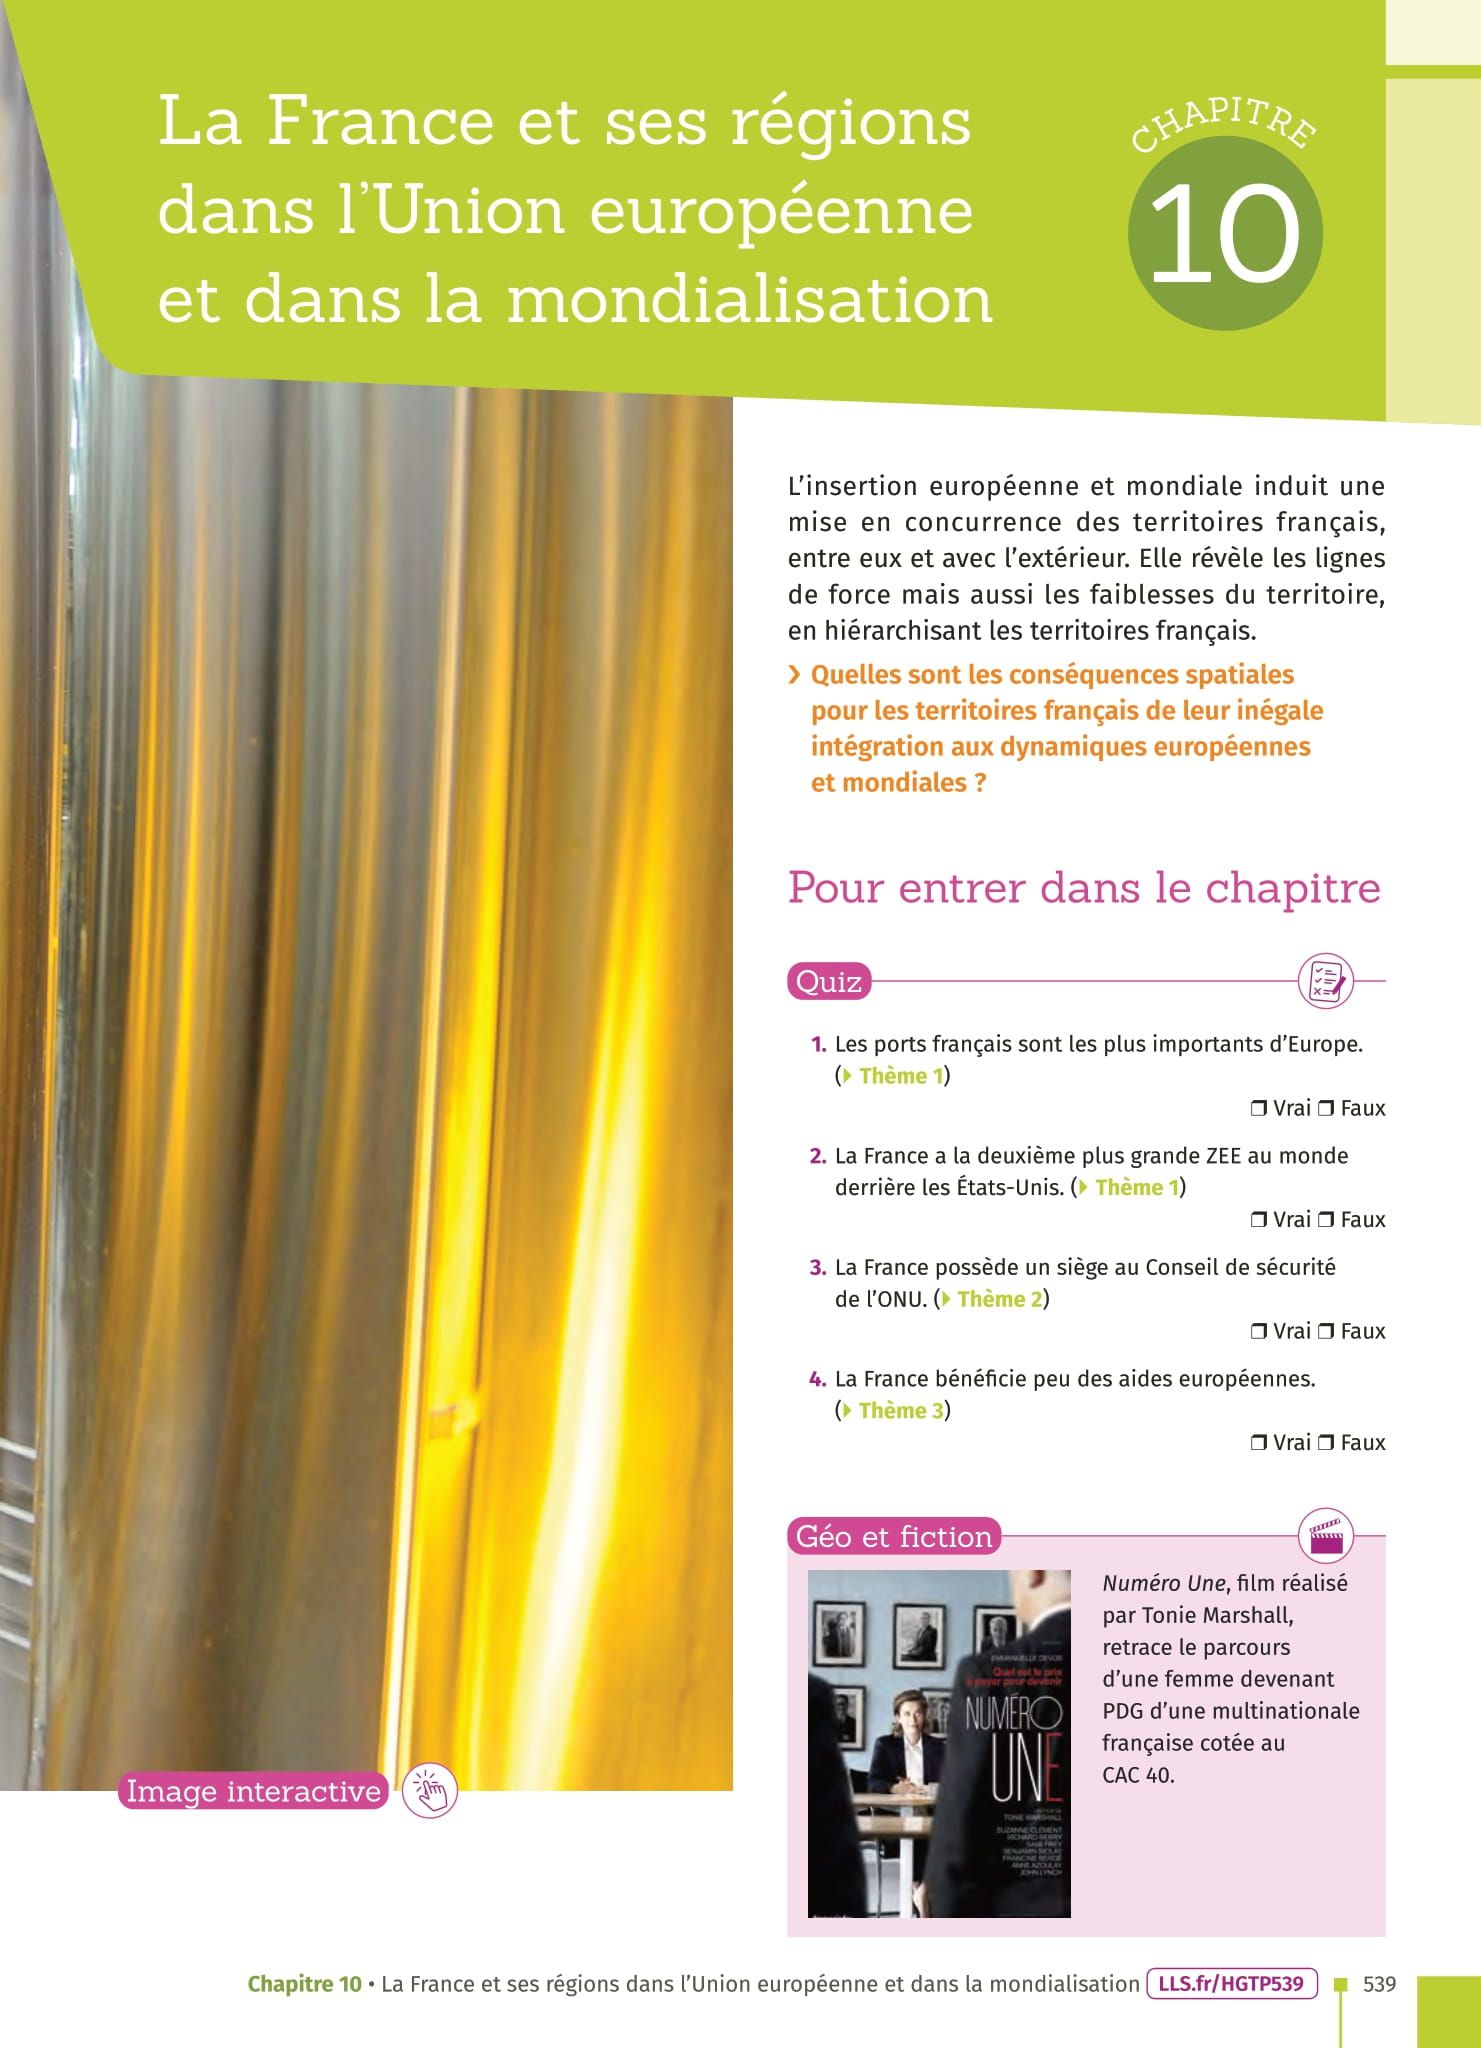 La France et ses régions
dans l’Union européenne
et dans la mondialisation
CHAPITRE
10
L’insertion européenne et mondiale induit une
mise en concurrence des territoires français,
entre eux et avec l’extérieur. Elle révèle les lignes
de force mais aussi les faiblesses du territoire,
en hiérarchisant les territoires français.
› Quelles sont les conséquences spatiales
pour les territoires français de leur inégale
intégration aux dynamiques européennes
et mondiales ?
Pour entrer dans le chapitre
Quiz
1. Les ports français sont les plus importants d’Europe.
(▸ Thème 1)
❒ Vrai ❒ Faux
2. La France a la deuxième plus grande ZEE au monde
derrière les États-Unis. (▸ Thème 1)
❒ Vrai ❒ Faux
3. La France possède un siège au Conseil de sécurité
de l’ONU. (▸ Thème 2)
❒ Vrai ❒ Faux
4. La France bénéficie peu des aides européennes.
(▸ Thème 3)
❒ Vrai ❒ Faux
Géo et fiction
EMMANUELLE DEVOS
Quel est le prix
à payer pour devenir
NUMÉRO
UNE
UN FILM DE
TONIE MARSHALL
SUZANNE CLÉMENT
RICHARD BERRY
SAMI FREY
BENJAMIN BIOLAY
FRANCINE BERGÉ
ANNE AZOULAY
JOHN LYNCH
Numéro Une, film réalisé
par Tonie Marshall,
retrace le parcours
d’une femme devenant
PDG d’une multinationale
française cotée au
CAC 40.
Image interactive
Chapitre 10 • La France et ses régions dans l’Union européenne et dans la mondialisation LLS.fr/HGTP539 539